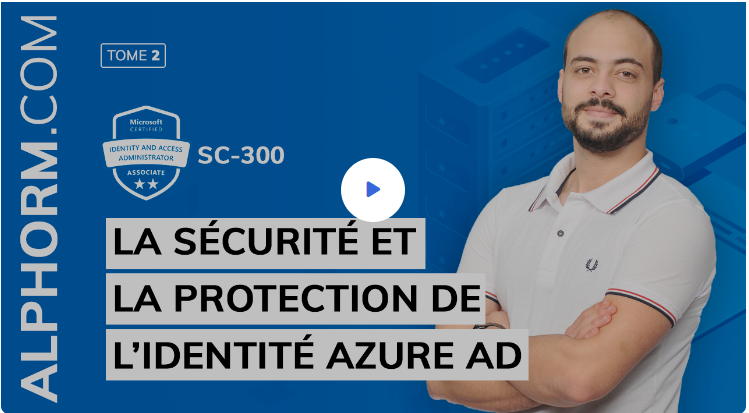 ALPHORM.COM
TOME 2
Microsoft
CERTIFIED
IDENTITY AND ACCESS
ADMINISTRATOR
ASSOCIATE
SC-300
LA SÉCURITÉ ET
LA PROTECTION DE
L’IDENTITÉ AZURE AD